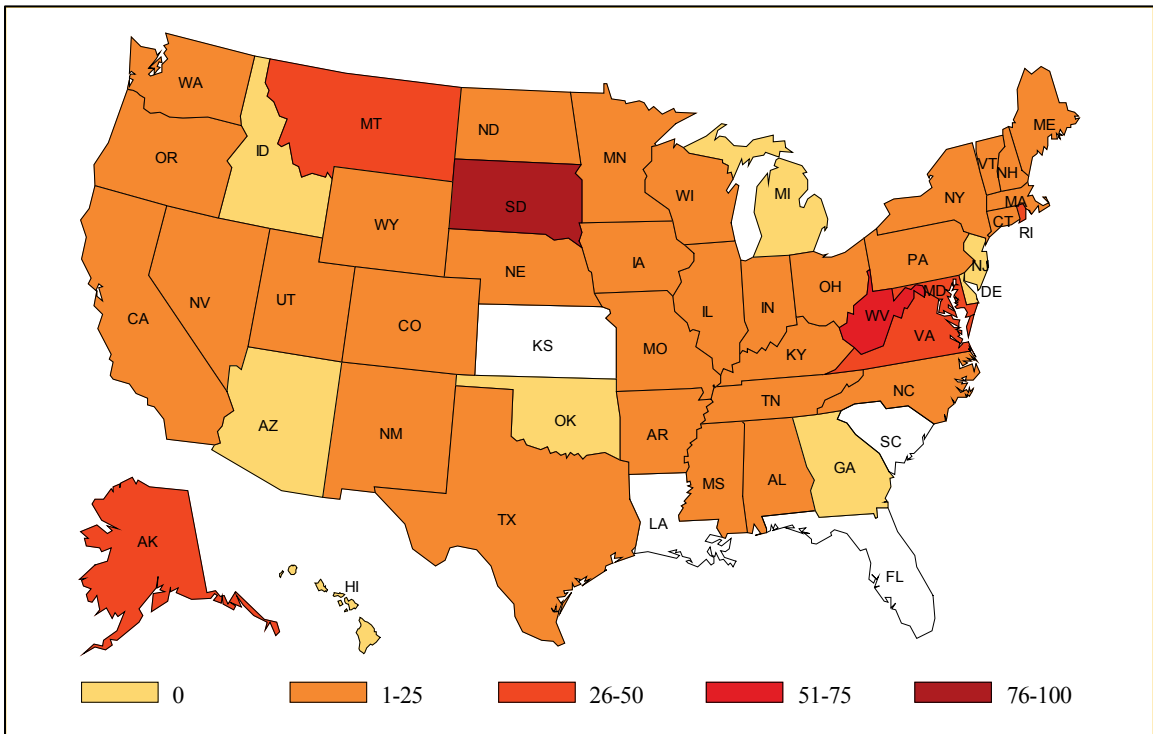 WA
MT
ND
ME
OR
ID
MN
VT
NH
WI
MI
NY
MA
SD
CT
WY
RI
PA
IA
NE
NJ
OH
NV
UT
IL
IN
DE
MD
CA
CO
WV
VA
KS
MO
KY
NC
TN
AZ
OK
NM
AR
SC
GA
MS
AL
TX
LA
AK
FL
HI
0 1-25 26-50 51-75 76-100